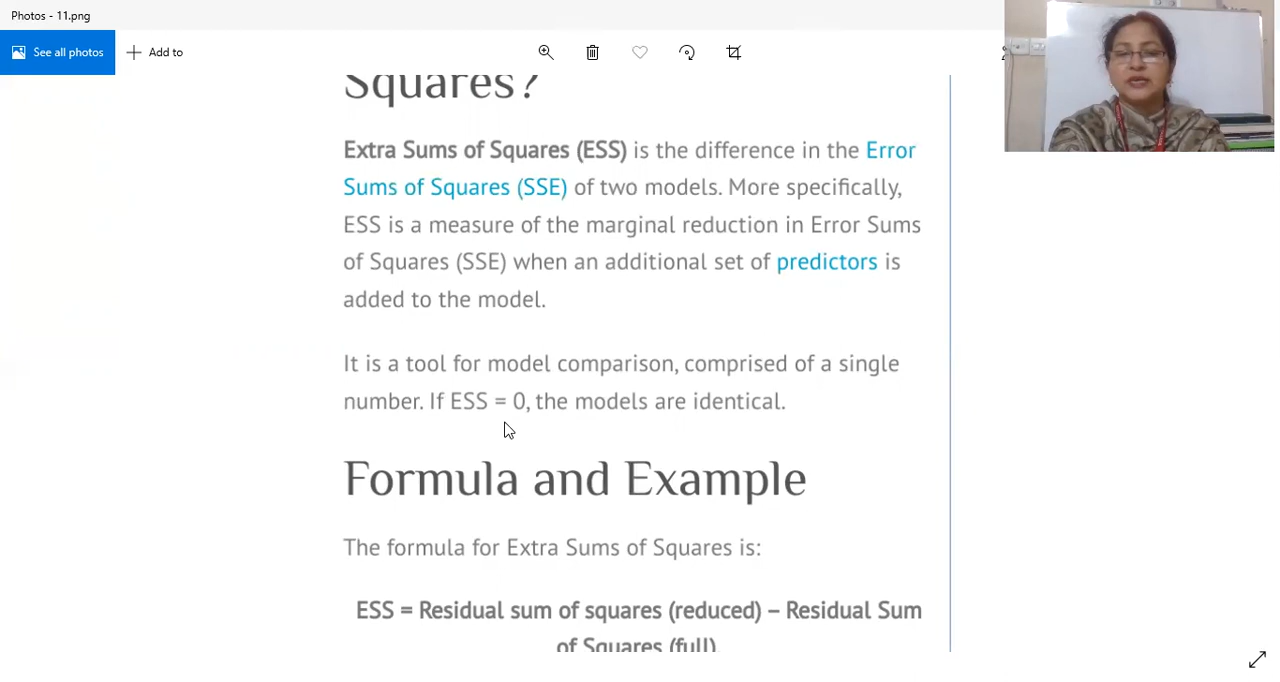 Photos - 11.png
See all photos
Add to
Squares?
Extra Sums of Squares (ESS) is the difference in the Error
Sums of Squares (SSE) of two models. More specifically,
ESS is a measure of the marginal reduction in Error Sums
of Squares (SSE) when an additional set of predictors is
added to the model.
It is a tool for model comparison, comprised of a single
number. If ESS = 0, the models are identical.
Formula and Example
The formula for Extra Sums of Squares is:
ESS = Residual sum of squares (reduced) – Residual Sum
of Squares (full)